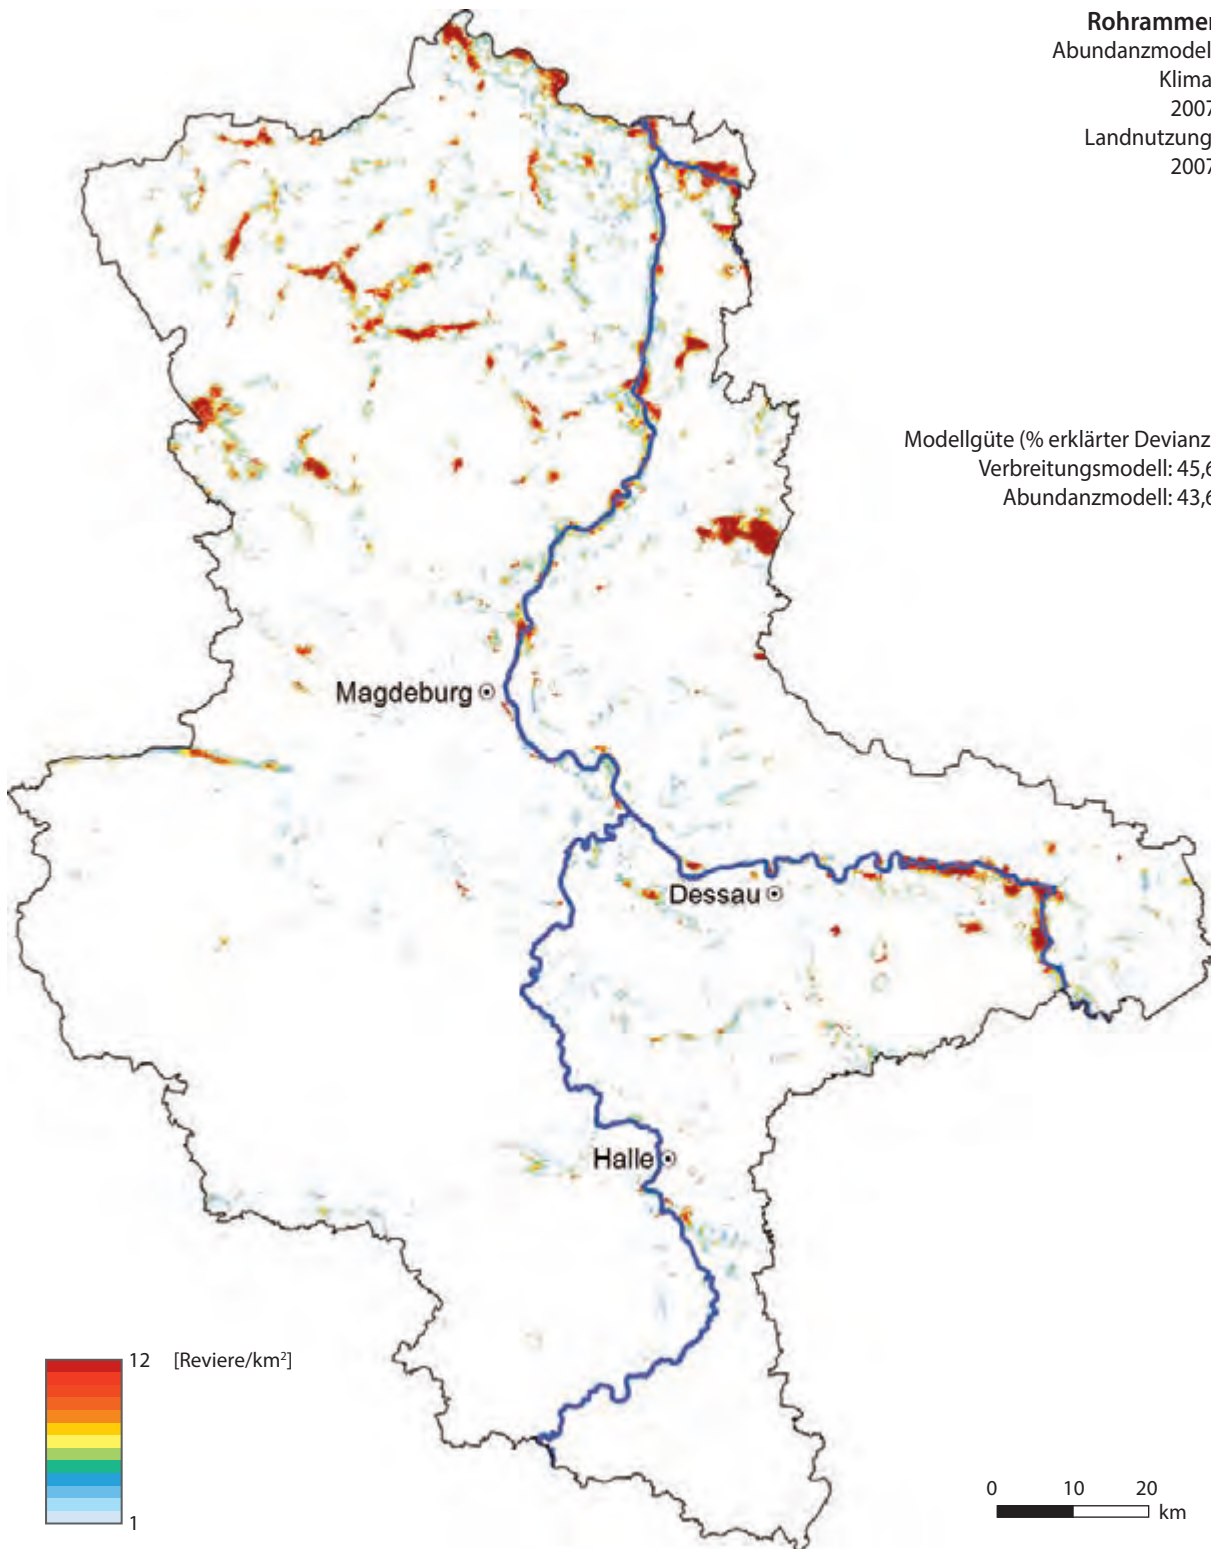 Rohrammer
Abundanzmodell
Klima
2007
Landnutzung
2007
Modellgüte (% erklärter Devianz
Verbreitungsmodell: 45,6
Abundanzmodell: 43,6
Magdeburg
Dessau
Halle
12 [Reviere/km²]
1
0 10 20
km